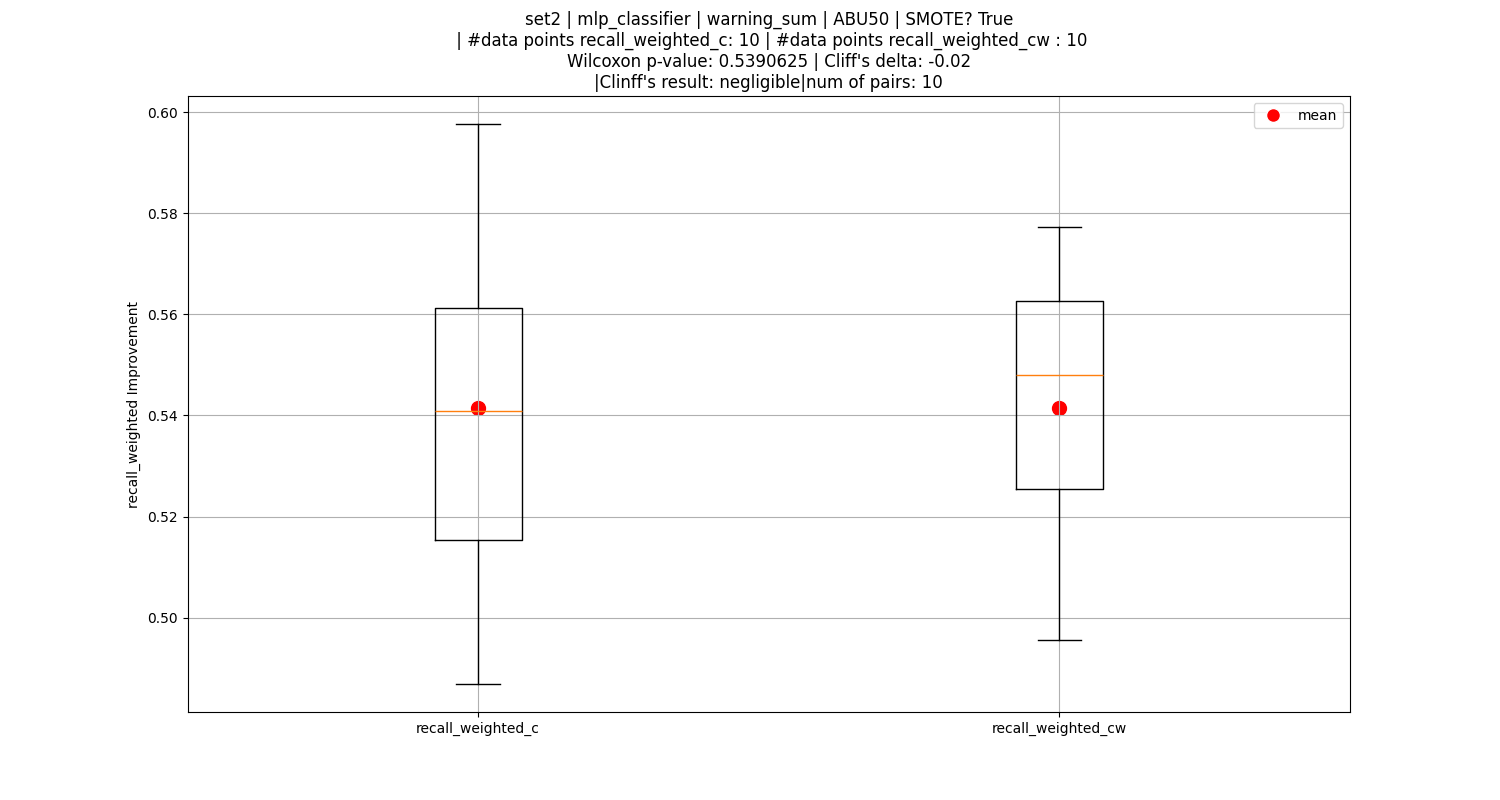 set2 | mlp_classifier | warning_sum | ABU50 | SMOTE? True
| #data points recall_weighted_c: 10 | #data points recall_weighted_cw : 10
Wilcoxon p-value: 0.5390625 | Cliff's delta: -0.02
|Clinff's result: negligible|num of pairs: 10
mean
recall_weighted Improvement
0.60
0.58
0.56
0.54
0.52
0.50
recall_weighted_c
recall_weighted_cw